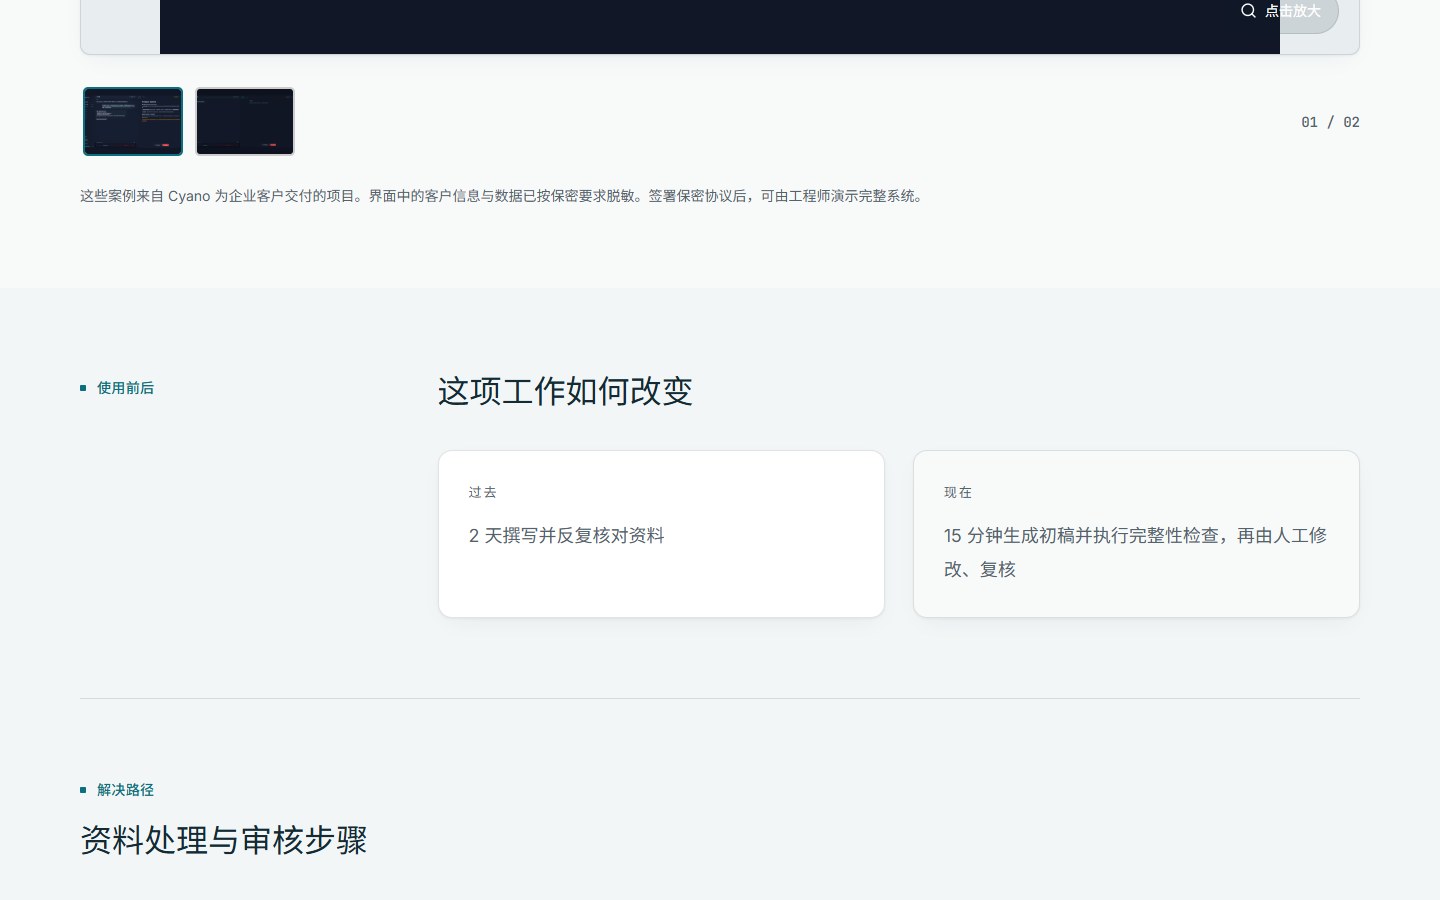 点击放大
01 / 02
这些案例来自 Cyano 为企业客户交付的项目。界面中的客户信息与数据已按保密要求脱敏。签署保密协议后，可由工程师演示完整系统。
使用前后
这项工作如何改变
过去
2 天撰写并反复核对资料
现在
15 分钟生成初稿并执行完整性检查，再由人工修
改、复核
解决路径
资料处理与审核步骤